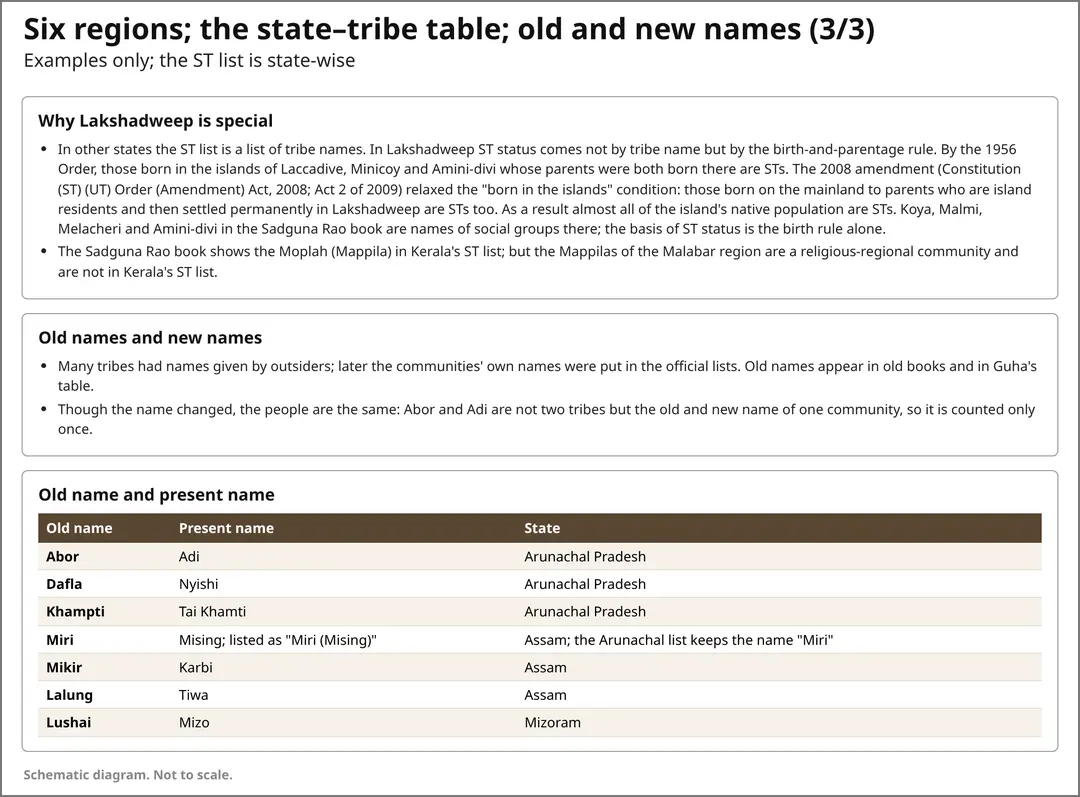 Six regions; the state–tribe table; old and new names (3/3)
Examples only; the ST list is state-wise
Why Lakshadweep is special
• In other states the ST list is a list of tribe names. In Lakshadweep ST status comes not by tribe name but by the birth-and-parentage rule. By the 1956
Order, those born in the islands of Laccadive, Minicoy and Amini-divi whose parents were both born there are STs. The 2008 amendment (Constitution
(ST) (UT) Order (Amendment) Act, 2008; Act 2 of 2009) relaxed the "born in the islands" condition: those born on the mainland to parents who are island
residents and then settled permanently in Lakshadweep are STs too. As a result almost all of the island's native population are STs. Koya, Malmi,
Melacheri and Amini-divi in the Sadguna Rao book are names of social groups there; the basis of ST status is the birth rule alone.
• The Sadguna Rao book shows the Moplah (Mappila) in Kerala's ST list; but the Mappilas of the Malabar region are a religious-regional community and
are not in Kerala's ST list.
Old names and new names
• Many tribes had names given by outsiders; later the communities' own names were put in the official lists. Old names appear in old books and in Guha's
table.
• Though the name changed, the people are the same: Abor and Adi are not two tribes but the old and new name of one community, so it is counted only
once.
Old name and present name
Old name Present name State
Abor Adi Arunachal Pradesh
Dafla Nyishi Arunachal Pradesh
Khampti Tai Khamti Arunachal Pradesh
Miri Mising; listed as "Miri (Mising)" Assam; the Arunachal list keeps the name "Miri"
Mikir Karbi Assam
Lalung Tiwa Assam
Lushai Mizo Mizoram
Schematic diagram. Not to scale.